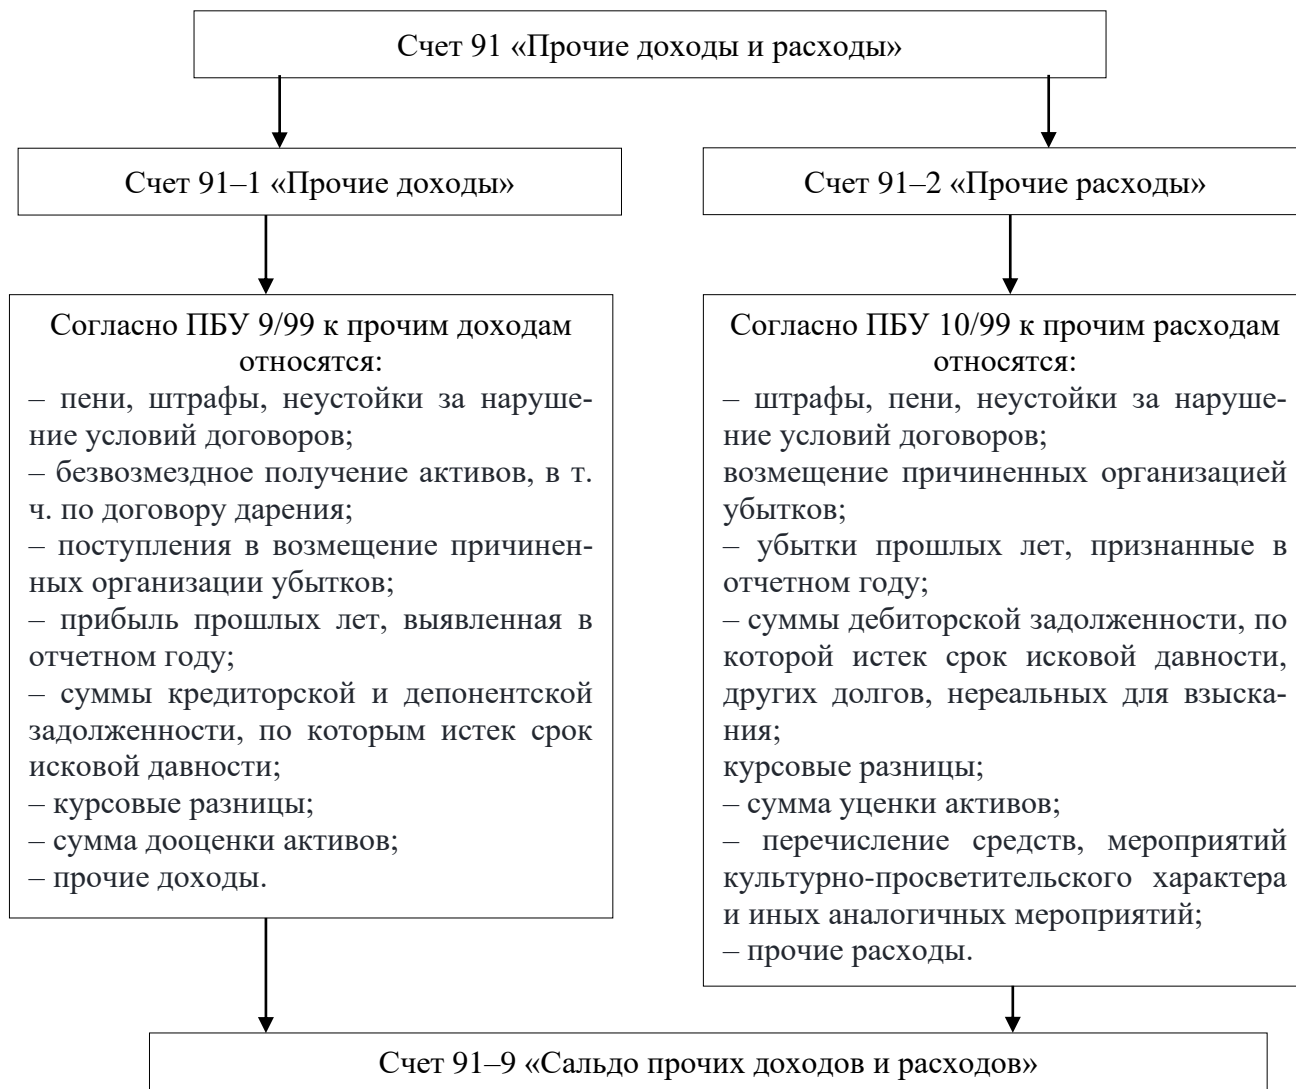 Счет 91 «Прочие доходы и расходы»
Счет 91–1 «Прочие доходы»
Счет 91–2 «Прочие расходы»
Согласно ПБУ 9/99 к прочим доходам
относятся:
– пени, штрафы, неустойки за наруше-
ние условий договоров;
– безвозмездное получение активов, в т.
ч. по договору дарения;
– поступления в возмещение причинен-
ных организации убытков;
– прибыль прошлых лет, выявленная в
отчетном году;
– суммы кредиторской и депонентской
задолженности, по которым истек срок
исковой давности;
– курсовые разницы;
– сумма дооценки активов;
– прочие доходы.
Согласно ПБУ 10/99 к прочим расходам
относятся:
– штрафы, пени, неустойки за наруше-
ние условий договоров;
возмещение причиненных организацией
убытков;
– убытки прошлых лет, признанные в
отчетном году;
– суммы дебиторской задолженности, по
которой истек срок исковой давности,
других долгов, нереальных для взыска-
ния;
курсовые разницы;
– сумма уценки активов;
– перечисление средств, мероприятий
культурно-просветительского характера
и иных аналогичных мероприятий;
– прочие расходы.
Счет 91–9 «Сальдо прочих доходов и расходов»